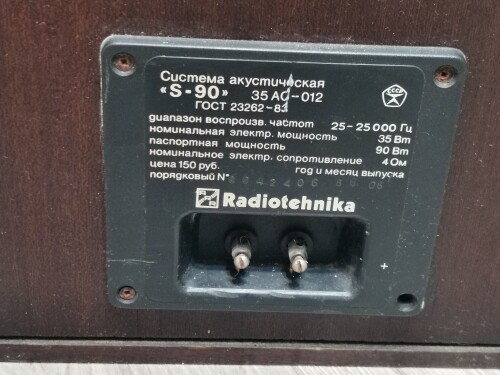 Система акустическая
«S-90» 35 АС-012
ГОСТ 23262-83
СССР
диапазон воспроизв. частот 25-25 000 Гц
номинальная электр. мощность 35 Вт
паспортная мощность 90 Вт
номинальное электр. сопротивление 4 Ом
цена 150 руб. год и месяц выпуска
порядковый N°
Radiotehnika
+